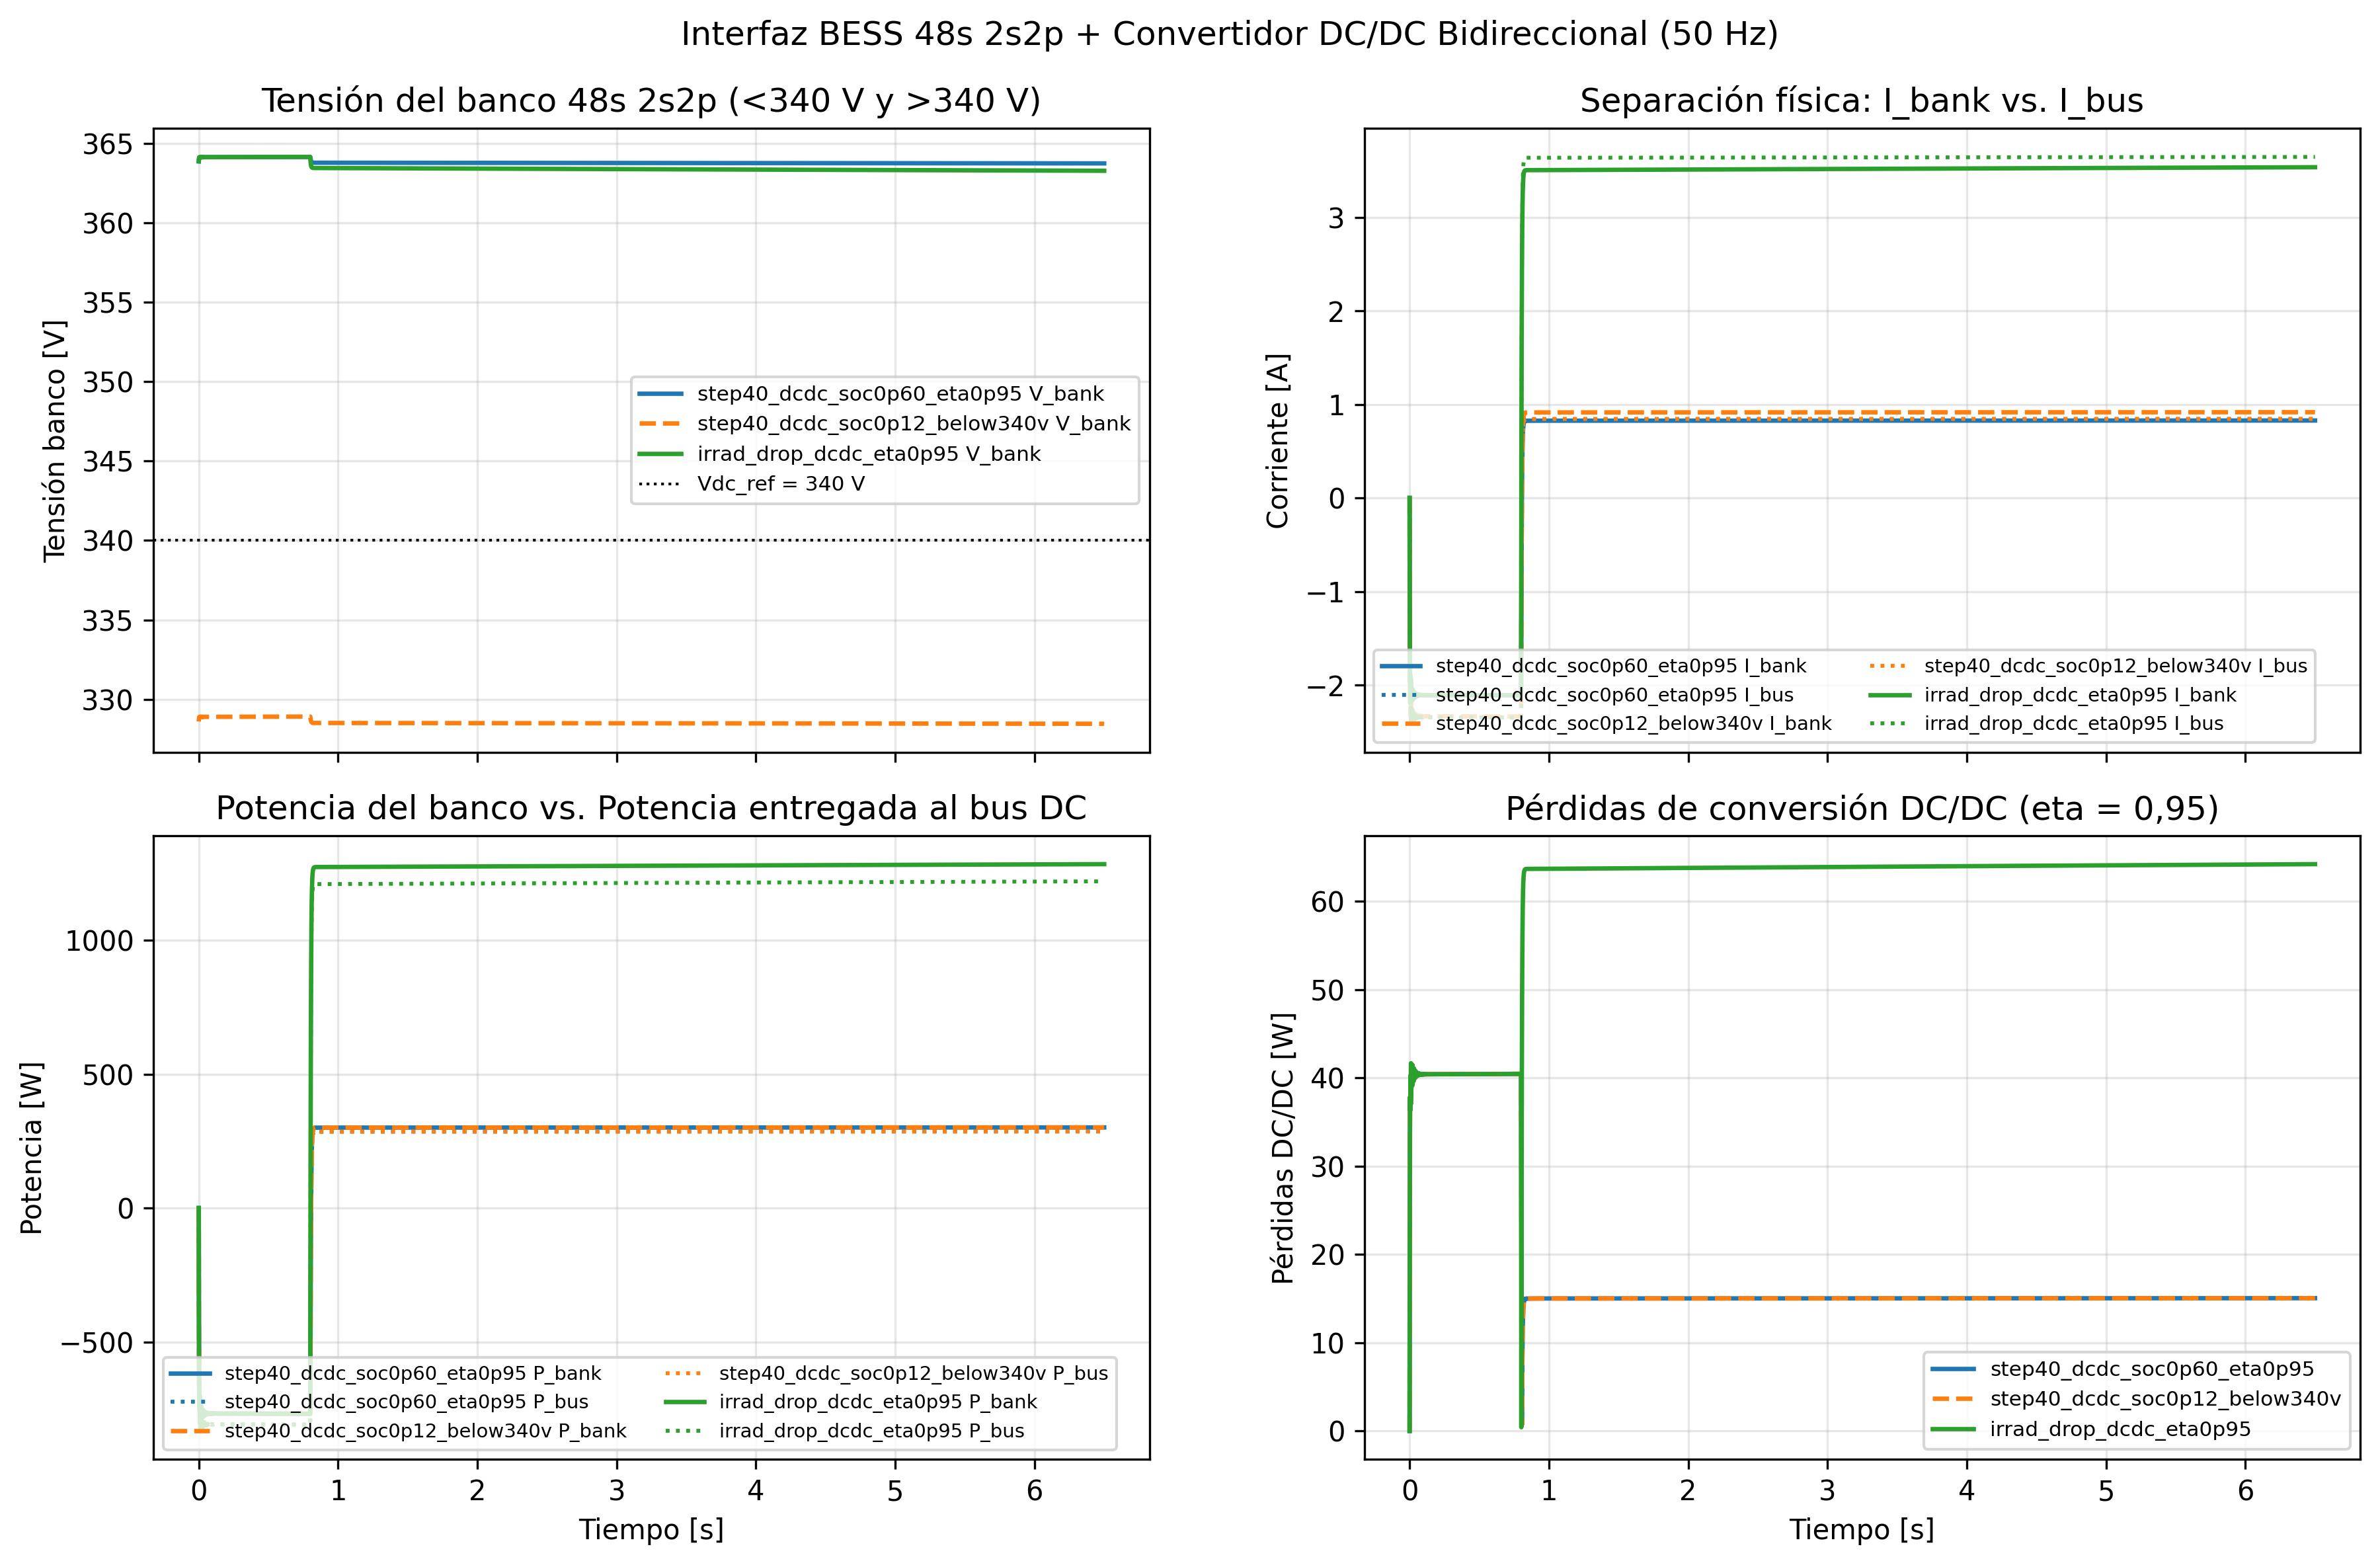 Interfaz BESS 48s 2s2p + Convertidor DC/DC Bidireccional (50 Hz)
Tensión del banco 48s 2s2p (<340 V y >340 V)
Tensión banco [V]
365
360
355
350
345
340
335
330
step40_dcdc_soc0p60_eta0p95 V_bank
step40_dcdc_soc0p12_below340v V_bank
irrad_drop_dcdc_eta0p95 V_bank
Vdc_ref = 340 V
Separación física: I_bank vs. I_bus
Corriente [A]
3
2
1
0
−1
−2
step40_dcdc_soc0p60_eta0p95 I_bank
step40_dcdc_soc0p60_eta0p95 I_bus
step40_dcdc_soc0p12_below340v I_bank
step40_dcdc_soc0p12_below340v I_bus
irrad_drop_dcdc_eta0p95 I_bank
irrad_drop_dcdc_eta0p95 I_bus
Potencia del banco vs. Potencia entregada al bus DC
Potencia [W]
1000
500
0
−500
step40_dcdc_soc0p60_eta0p95 P_bank
step40_dcdc_soc0p60_eta0p95 P_bus
step40_dcdc_soc0p12_below340v P_bank
step40_dcdc_soc0p12_below340v P_bus
irrad_drop_dcdc_eta0p95 P_bank
irrad_drop_dcdc_eta0p95 P_bus
0 1 2 3 4 5 6
Tiempo [s]
Pérdidas de conversión DC/DC (eta = 0,95)
Pérdidas DC/DC [W]
60
50
40
30
20
10
0
step40_dcdc_soc0p60_eta0p95
step40_dcdc_soc0p12_below340v
irrad_drop_dcdc_eta0p95
0 1 2 3 4 5 6
Tiempo [s]